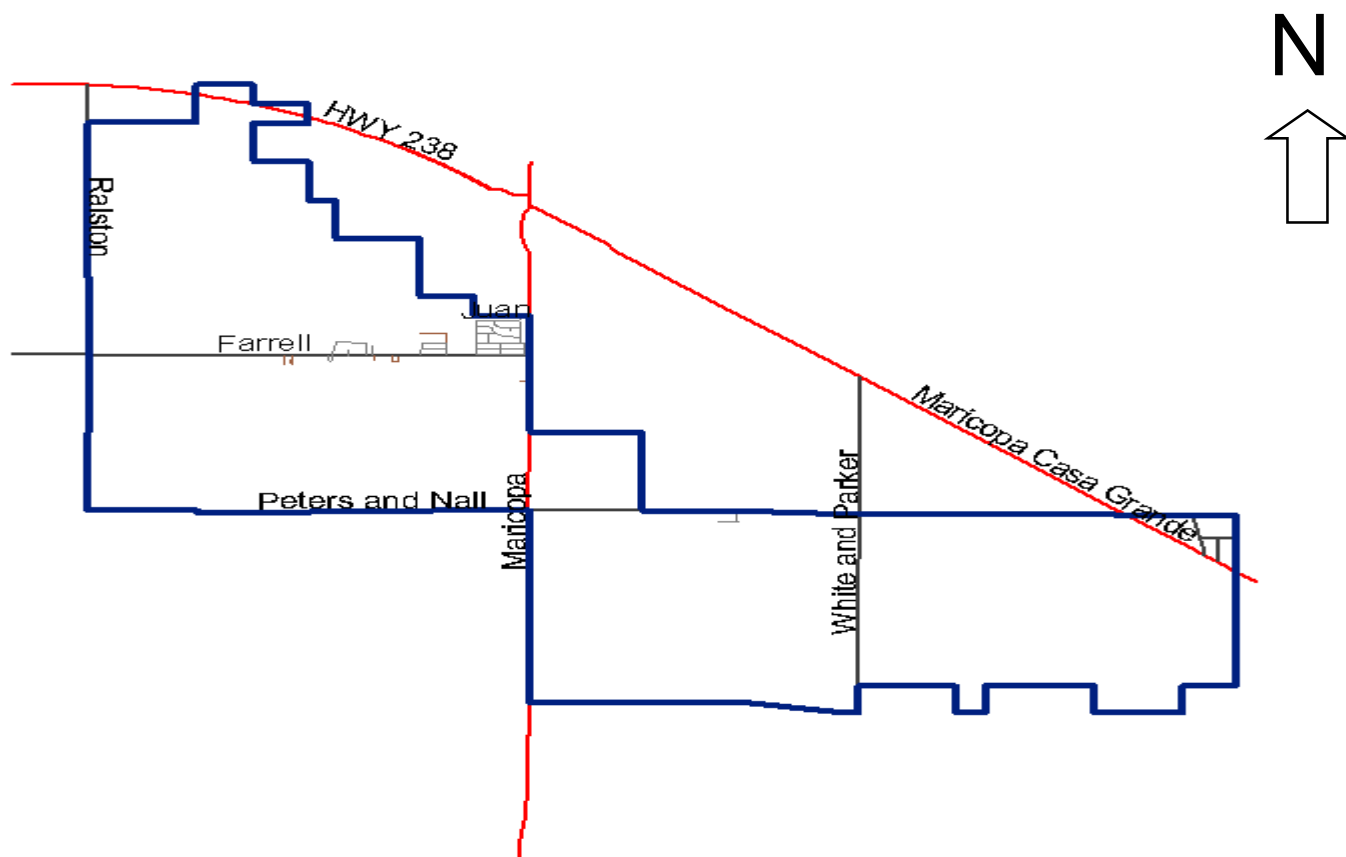 N
HWY 238
Ralston
Juan
Farrell
Maricopa Casa Grande
Peters and Nall
Maricopa
White and Parker